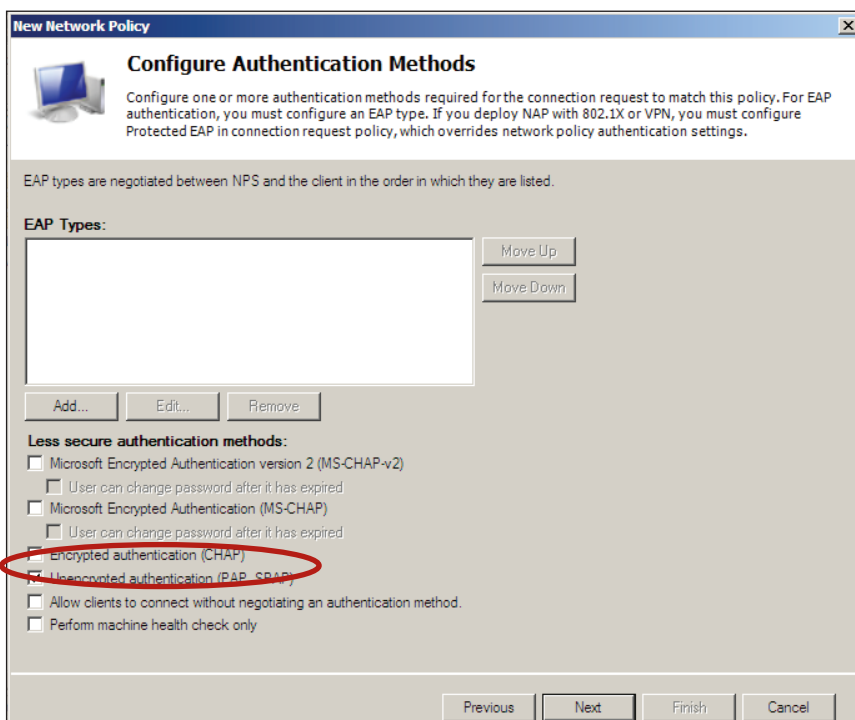 New Network Policy
Configure Authentication Methods
Configure one or more authentication methods required for the connection request to match this policy. For EAP
authentication, you must configure an EAP type. If you deploy NAP with 802.1X or VPN, you must configure
Protected EAP in connection request policy, which overrides network policy authentication settings.
EAP types are negotiated between NPS and the client in the order in which they are listed.
EAP Types:
Move Up
Move Down
Add...
Edit...
Remove
Less secure authentication methods:
Microsoft Encrypted Authentication version 2 (MS-CHAP-v2)
User can change password after it has expired
Microsoft Encrypted Authentication (MS-CHAP)
User can change password after it has expired
Encrypted authentication (CHAP)
Unencrypted authentication (PAP, SPAP)
Allow clients to connect without negotiating an authentication method.
Perform machine health check only
Previous
Next
Finish
Cancel